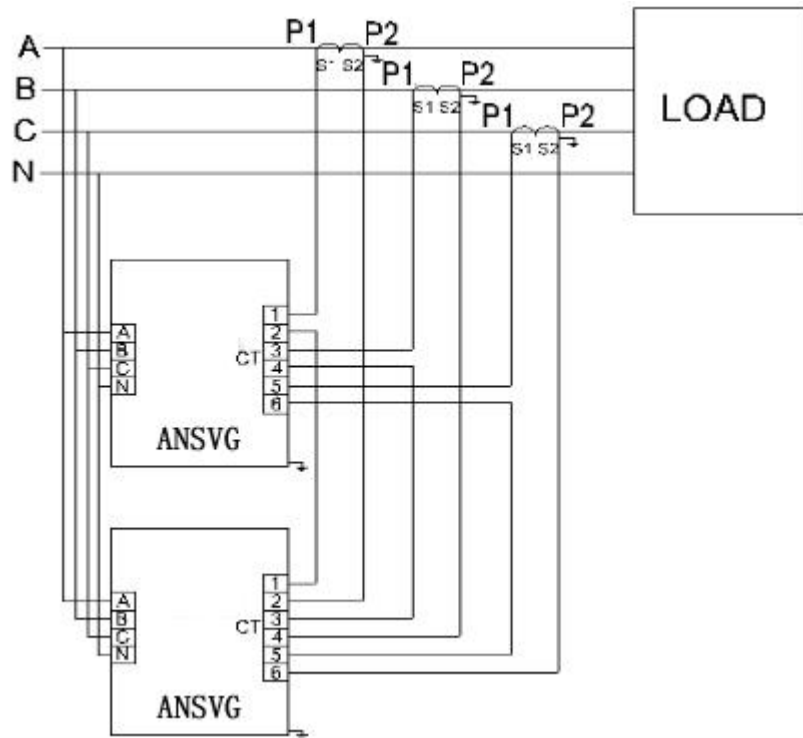 A P1 P2
S1 S2
B P1 P2
S1 S2
C P1 P2
S1 S2
N
LOAD
1
A 2
B CT 3
C 4
N 5
6
ANSVG
1
A 2
B 3
C CT 4
N 5
6
ANSVG